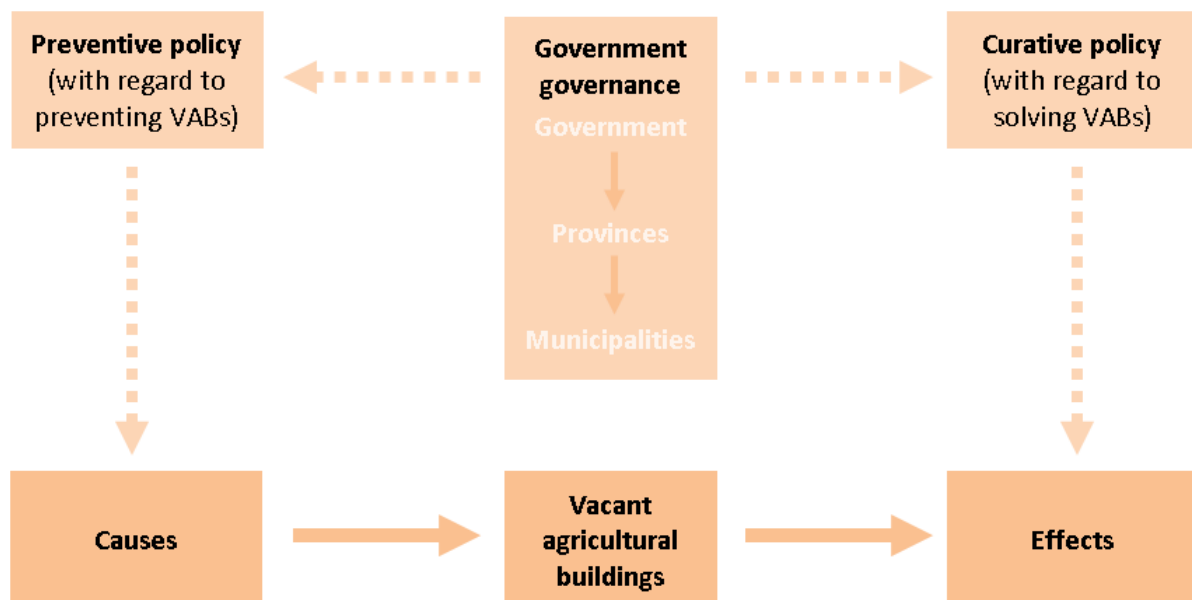 Preventive policy
(with regard to
preventing VABs)
Government
governance
Government
Provinces
Municipalities
Curative policy
(with regard to
solving VABs)
Causes
Vacant
agricultural
buildings
Effects